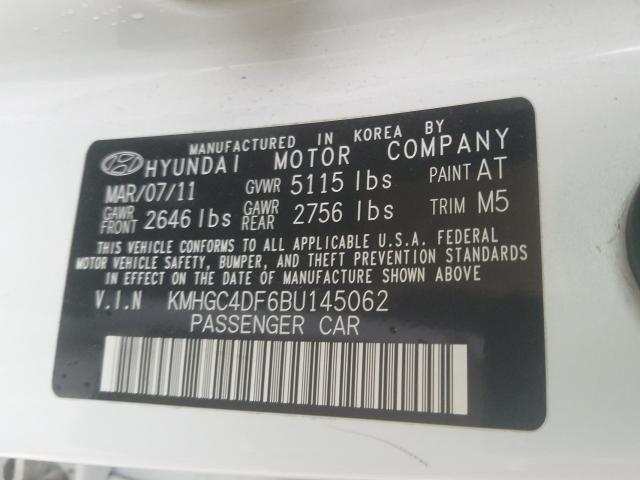 MANUFACTURED IN KOREA BY
HYUNDAI MOTOR COMPANY
MAR/07/11 GVWR 5115 lbs PAINT AT
GAWR FRONT 2646 lbs GAWR REAR 2756 lbs TRIM M5
THIS VEHICLE CONFORMS TO ALL APPLICABLE U.S.A. FEDERAL
MOTOR VEHICLE SAFETY, BUMPER, AND THEFT PREVENTION STANDARDS
IN EFFECT ON THE DATE OF MANUFACTURE SHOWN ABOVE
V.I.N KMHGC4DF6BU145062
PASSENGER CAR